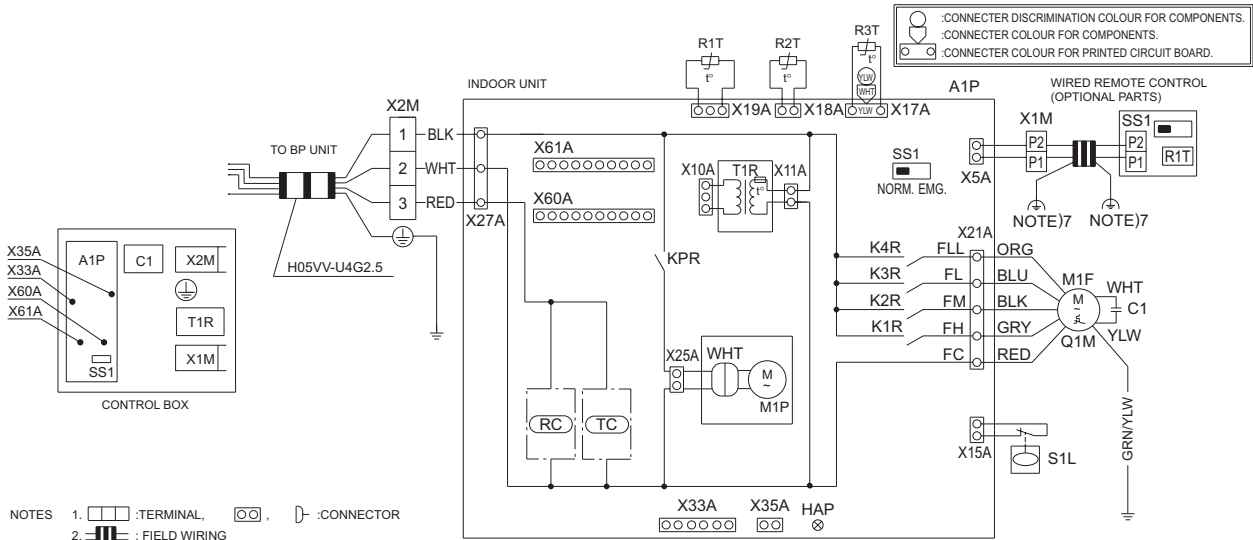 :CONNECTER DISCRIMINATION COLOUR FOR COMPONENTS.
:CONNECTER COLOUR FOR COMPONENTS.
:CONNECTER COLOUR FOR PRINTED CIRCUIT BOARD.
R1T
t°
R2T
t°
R3T
t°
YLW
WHT
YLW
X19A
X18A
X17A
A1P
INDOOR UNIT
WIRED REMOTE CONTROL
(OPTIONAL PARTS)
X1M
P2
P1
SS1
P2
P1
R1T
NOTE)7
NOTE)7
X5A
SS1
NORM. EMG.
TO BP UNIT
H05VV-U4G2.5
X2M
1
2
3
BLK
WHT
RED
X27A
X61A
X60A
X10A
T1R
t°
X11A
KPR
X25A
WHT
M
~
M1P
RC
TC
X21A
K4R
FLL
ORG
K3R
FL
BLU
K2R
FM
BLK
K1R
FH
GRY
FC
RED
M1F
M
~
Q1M
WHT
C1
YLW
GRN/YLW
X15A
S1L
X33A
X35A
HAP
X35A
X33A
X60A
X61A
A1P
C1
X2M
T1R
X1M
SS1
CONTROL BOX
NOTES 1. :TERMINAL, , :CONNECTOR
2. : FIELD WIRING